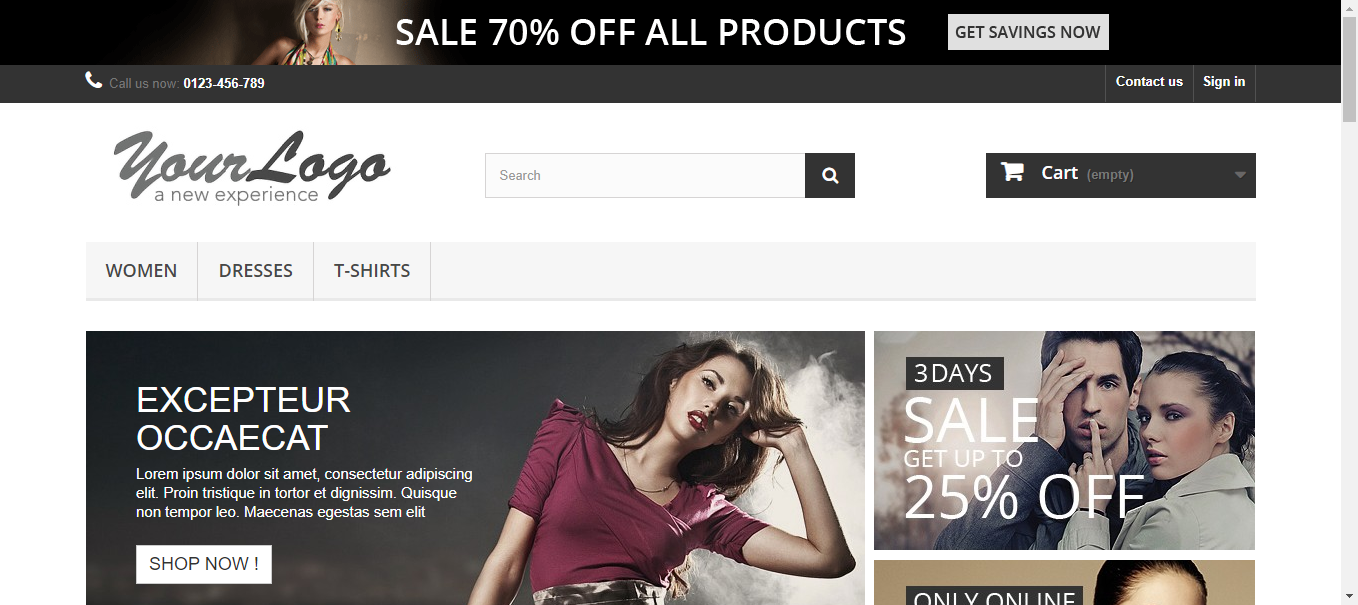 SALE 70% OFF ALL PRODUCTS
GET SAVINGS NOW
Call us now: 0123-456-789
Contact us
Sign in
YourLogo
a new experience
Search
Cart (empty)
WOMEN
DRESSES
T-SHIRTS
EXCEPTEUR
OCCAECAT
Lorem ipsum dolor sit amet, consectetur adipiscing
elit. Proin tristique in tortor et dignissim. Quisque
non tempor leo. Maecenas egestas sem elit
SHOP NOW !
3DAYS
SALE
GET UP TO
25% OFF
ONLY ONLINE